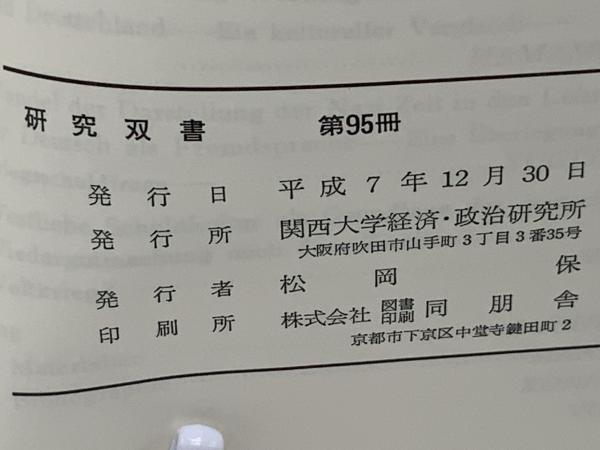 研究双書 第95冊
発行日 平成7年12月30日
発行所 関西大学経済・政治研究所
大阪府吹田市山手町3丁目3番35号
発行者 松岡保
印刷所 株式会社 図書印刷 同朋舎
京都市下京区中堂寺鍵田町2